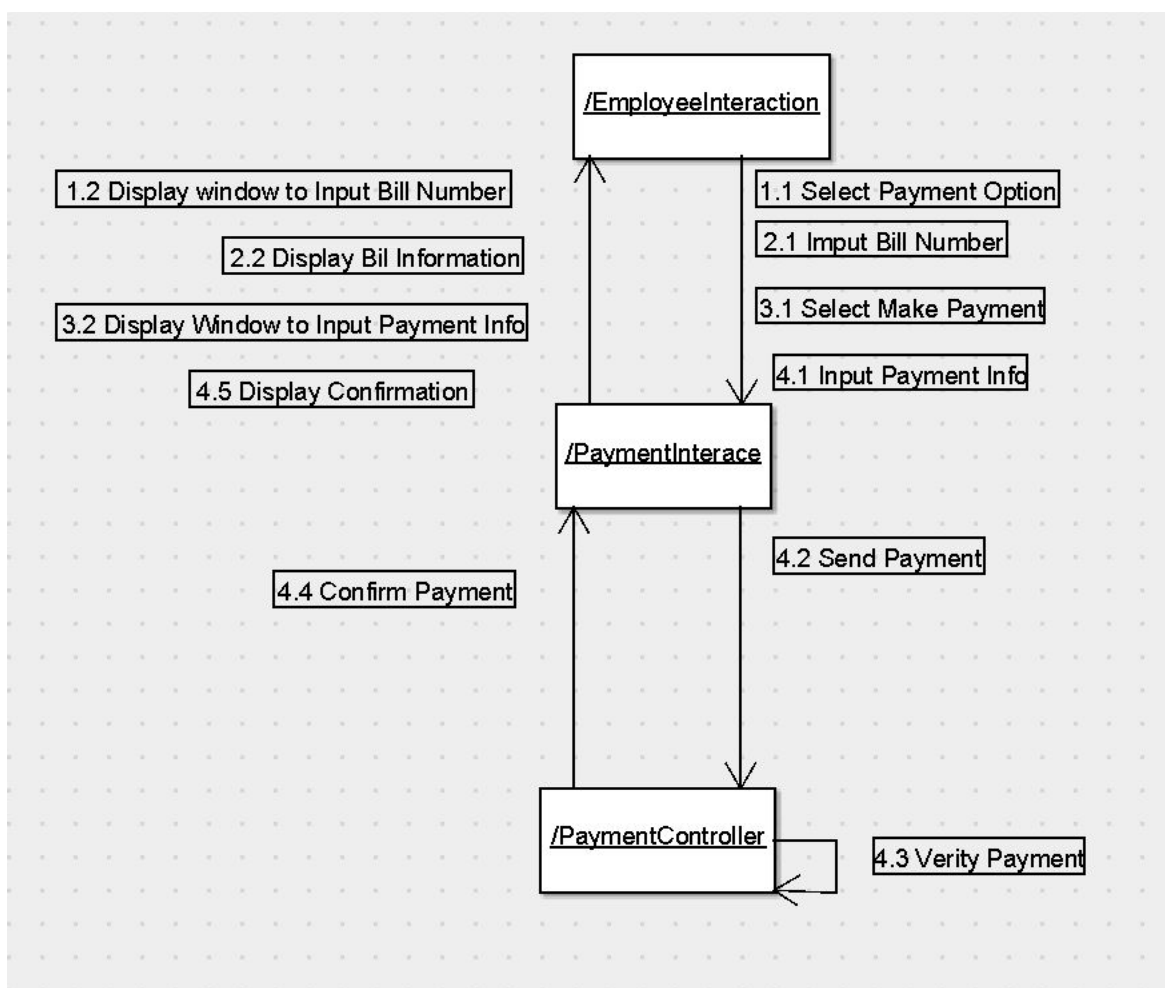 /EmployeeInteraction
1.2 Display window to Input Bill Number
1.1 Select Payment Option
2.1 Imput Bill Number
2.2 Display Bil Information
3.1 Select Make Payment
3.2 Display Window to Input Payment Info
4.1 Input Payment Info
4.5 Display Confirmation
/PaymentInterace
4.2 Send Payment
4.4 Confirm Payment
/PaymentController
4.3 Verity Payment